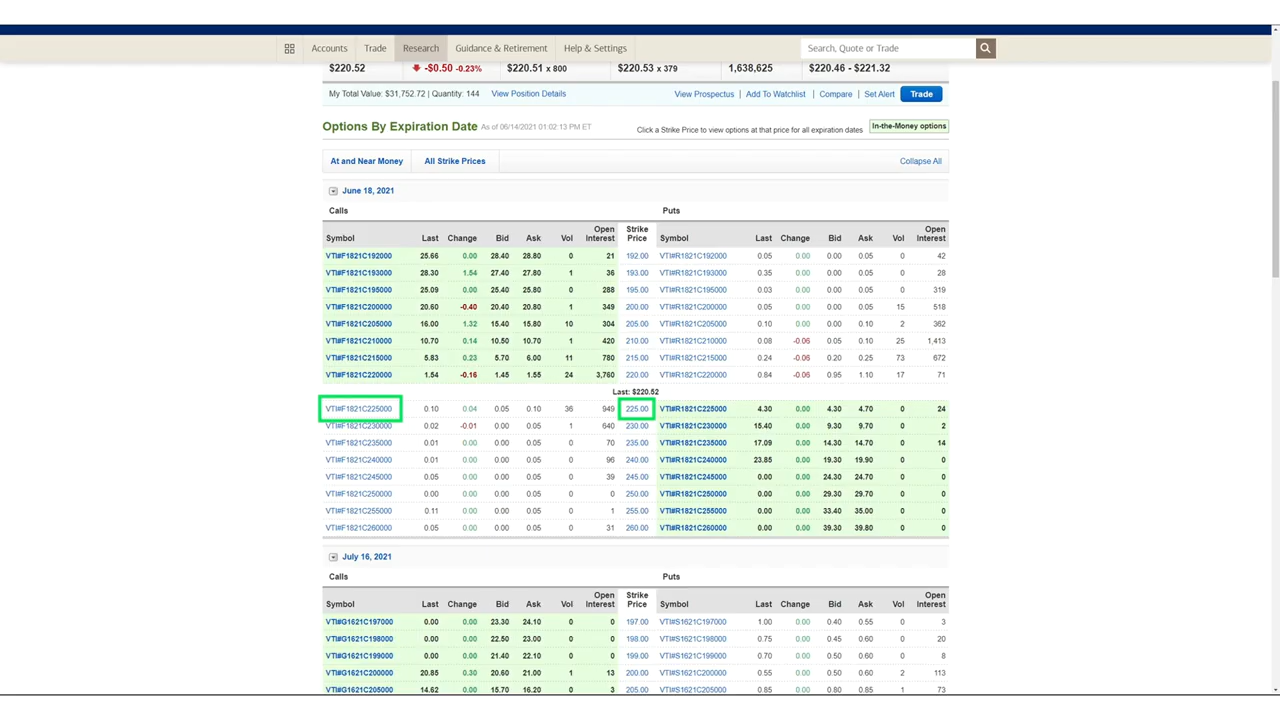 Accounts Trade Research Guidance & Retirement Help & Settings Search, Quote or Trade
$220.52 -$0.50 -0.23% $220.51 x 800 $220.53 x 379 1,638,625 $220.46 - $221.32
My Total Value: $31,752.72 | Quantity: 144 View Position Details View Prospectus | Add To Watchlist | Compare | Set Alert Trade
Options By Expiration Date As of 06/14/2021 01:02:13 PM ET Click a Strike Price to view options at that price for all expiration dates In-the-Money options
At and Near Money All Strike Prices Collapse All
June 18, 2021
Calls Puts
Symbol Last Change Bid Ask Vol Open Interest Strike Price Symbol Last Change Bid Ask Vol Open Interest
VTI#F1821C192000 25.66 0.00 28.40 28.80 0 21 192.00 VTI#R1821C192000 0.05 0.00 0.00 0.05 0 42
VTI#F1821C193000 28.30 1.54 27.40 27.80 1 36 193.00 VTI#R1821C193000 0.35 0.00 0.00 0.05 0 28
VTI#F1821C195000 25.09 0.00 25.40 25.80 0 288 195.00 VTI#R1821C195000 0.03 0.00 0.00 0.05 0 319
VTI#F1821C200000 20.60 -0.40 20.40 20.80 1 349 200.00 VTI#R1821C200000 0.05 0.00 0.00 0.05 15 518
VTI#F1821C205000 16.00 1.32 15.40 15.80 10 304 205.00 VTI#R1821C205000 0.10 0.00 0.00 0.10 2 362
VTI#F1821C210000 10.70 0.14 10.50 10.70 1 420 210.00 VTI#R1821C210000 0.08 -0.06 0.05 0.10 25 1,413
VTI#F1821C215000 5.83 0.23 5.70 6.00 11 780 215.00 VTI#R1821C215000 0.24 -0.06 0.20 0.25 73 672
VTI#F1821C220000 1.54 -0.16 1.45 1.55 24 3,760 220.00 VTI#R1821C220000 0.84 -0.06 0.95 1.10 17 71
Last: $220.52
VTI#F1821C225000 0.10 0.04 0.05 0.10 36 949 225.00 VTI#R1821C225000 4.30 0.00 4.30 4.70 0 24
VTI#F1821C230000 0.02 -0.01 0.00 0.05 1 640 230.00 VTI#R1821C230000 15.40 0.00 9.30 9.70 0 2
VTI#F1821C235000 0.01 0.00 0.00 0.05 0 70 235.00 VTI#R1821C235000 17.09 0.00 14.30 14.70 0 14
VTI#F1821C240000 0.01 0.00 0.00 0.05 0 96 240.00 VTI#R1821C240000 23.85 0.00 19.30 19.90 0 0
VTI#F1821C245000 0.05 0.00 0.00 0.05 0 39 245.00 VTI#R1821C245000 0.00 0.00 24.30 24.70 0 0
VTI#F1821C250000 0.00 0.00 0.00 0.05 0 0 250.00 VTI#R1821C250000 0.00 0.00 29.30 29.70 0 0
VTI#F1821C255000 0.11 0.00 0.00 0.05 0 1 255.00 VTI#R1821C255000 0.00 0.00 33.40 35.00 0 0
VTI#F1821C260000 0.05 0.00 0.00 0.05 0 31 260.00 VTI#R1821C260000 0.00 0.00 39.30 39.80 0 0
July 16, 2021
Calls Puts
Symbol Last Change Bid Ask Vol Open Interest Strike Price Symbol Last Change Bid Ask Vol Open Interest
VTI#G1621C197000 0.00 0.00 23.30 24.10 0 0 197.00 VTI#S1621C197000 1.00 0.00 0.40 0.55 0 3
VTI#G1621C198000 0.00 0.00 22.50 23.00 0 0 198.00 VTI#S1621C198000 0.75 0.00 0.45 0.60 0 20
VTI#G1621C199000 0.00 0.00 21.40 22.10 0 0 199.00 VTI#S1621C199000 0.70 0.00 0.50 0.60 0 8
VTI#G1621C200000 20.85 0.30 20.60 21.00 1 13 200.00 VTI#S1621C200000 0.55 0.00 0.50 0.60 2 113
VTI#G1621C205000 14.62 0.00 15.70 16.20 0 3 205.00 VTI#S1621C205000 0.85 0.00 0.80 0.85 1 73